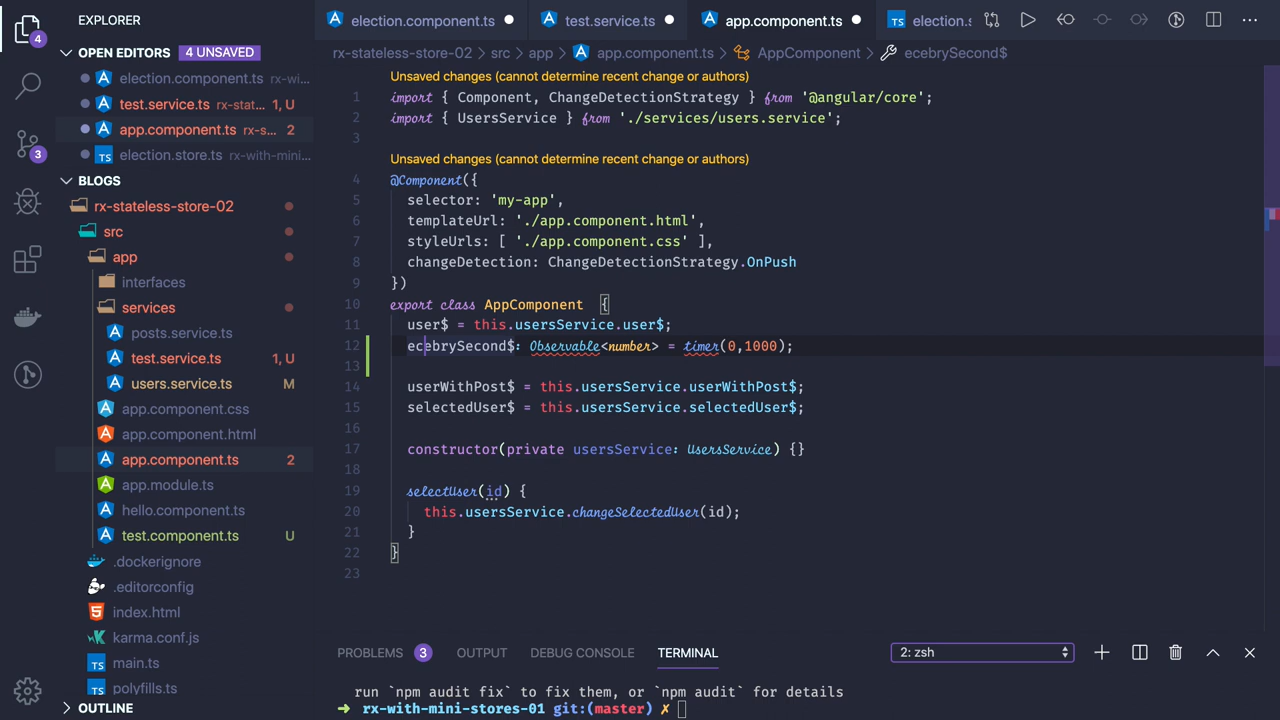 EXPLORER
OPEN EDITORS 4 UNSAVED
election.component.ts rx-wi...
test.service.ts rx-stat... 1, U
app.component.ts rx-s... 2
election.store.ts rx-with-mini...
BLOGS
rx-stateless-store-02
src
app
interfaces
services
posts.service.ts
test.service.ts 1, U
users.service.ts M
app.component.css
app.component.html
app.component.ts 2
app.module.ts
hello.component.ts
test.component.ts U
.dockerignore
.editorconfig
index.html
karma.conf.js
TS main.ts
TS polyfills.ts
OUTLINE
4
3
election.component.ts test.service.ts app.component.ts TS election.s
rx-stateless-store-02 > src > app > app.component.ts > AppComponent > ecebrySecond$
Unsaved changes (cannot determine recent change or authors)
1 import { Component, ChangeDetectionStrategy } from '@angular/core';
2 import { UsersService } from './services/users.service';
3
Unsaved changes (cannot determine recent change or authors)
4 @Component({
5 selector: 'my-app',
6 templateUrl: './app.component.html',
7 styleUrls: [ './app.component.css' ],
8 changeDetection: ChangeDetectionStrategy.OnPush
9 })
10 export class AppComponent {
11 user$ = this.usersService.user$;
12 ecebrySecond$: Observable<number> = timer(0,1000);
13
14 userWithPost$ = this.usersService.userWithPost$;
15 selectedUser$ = this.usersService.selectedUser$;
16
17 constructor(private usersService: UsersService) {}
18
19 selectUser(id) {
20 this.usersService.changeSelectedUser(id);
21 }
22 }
23
PROBLEMS 3 OUTPUT DEBUG CONSOLE TERMINAL 2: zsh
run `npm audit fix` to fix them, or `npm audit` for details
➜ rx-with-mini-stores-01 git:(master) ✗